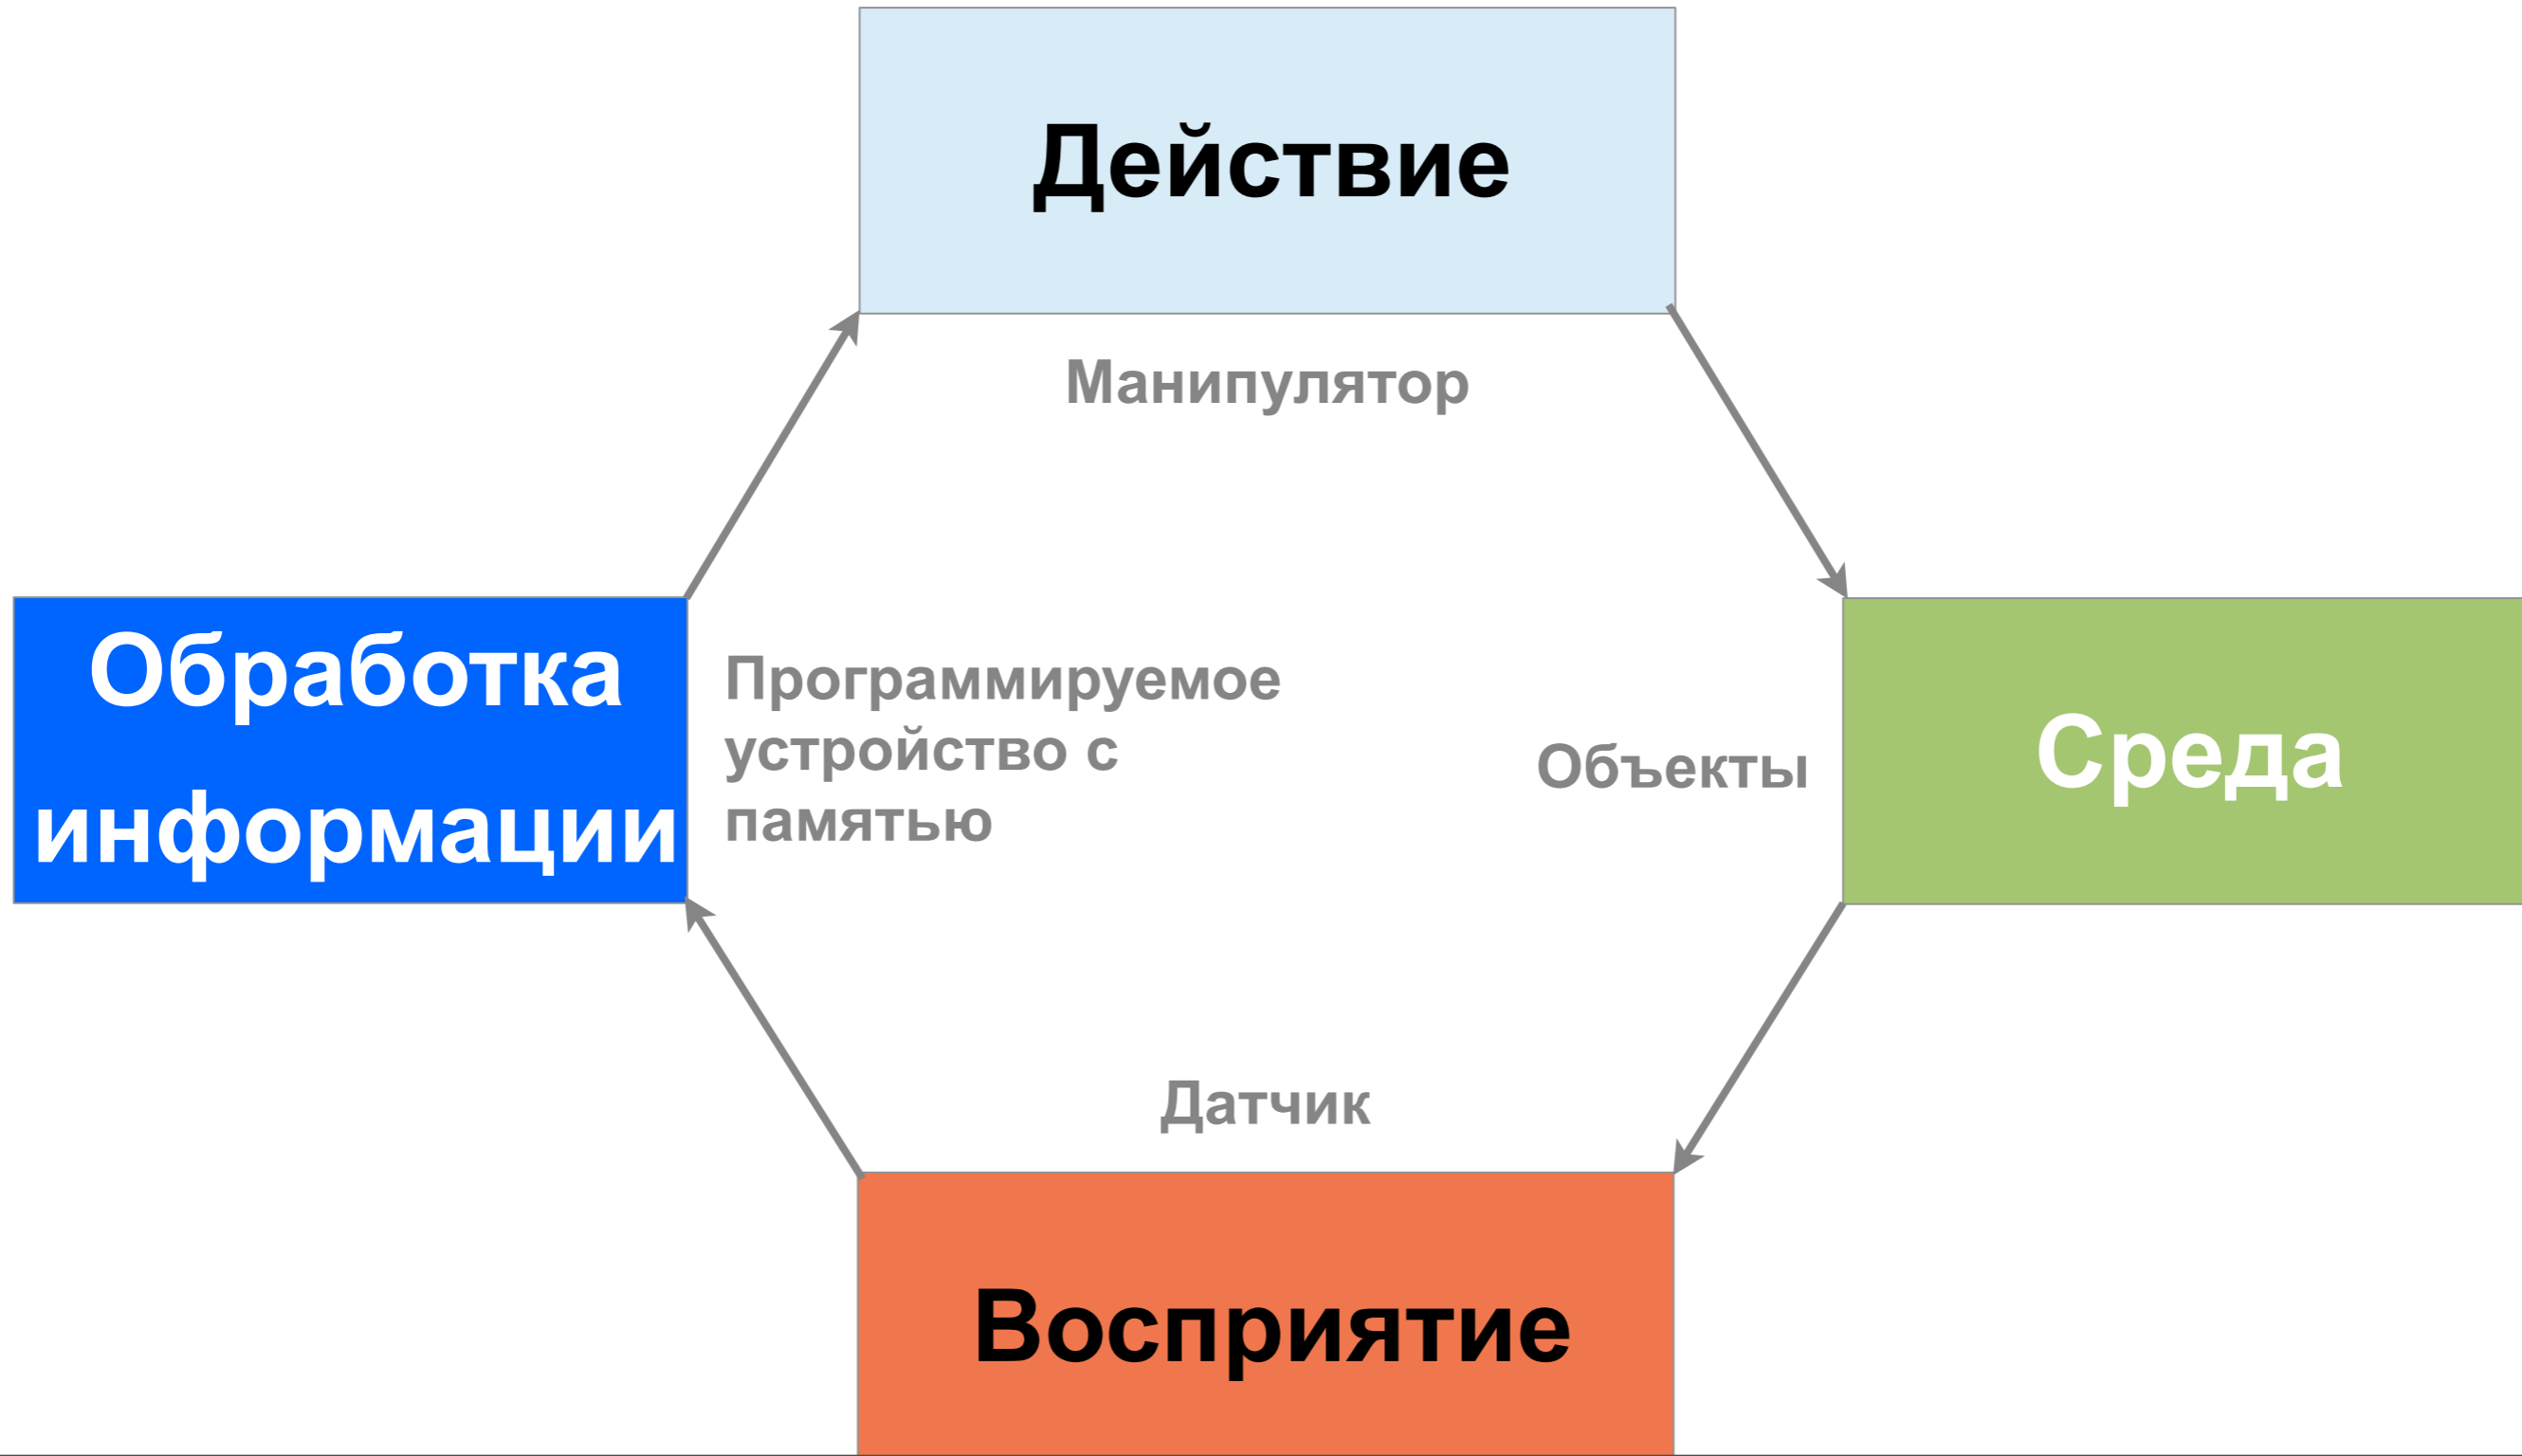 Действие
Манипулятор
Обработка
информации
Программируемое
устройство с
памятью
Объекты
Среда
Датчик
Восприятие